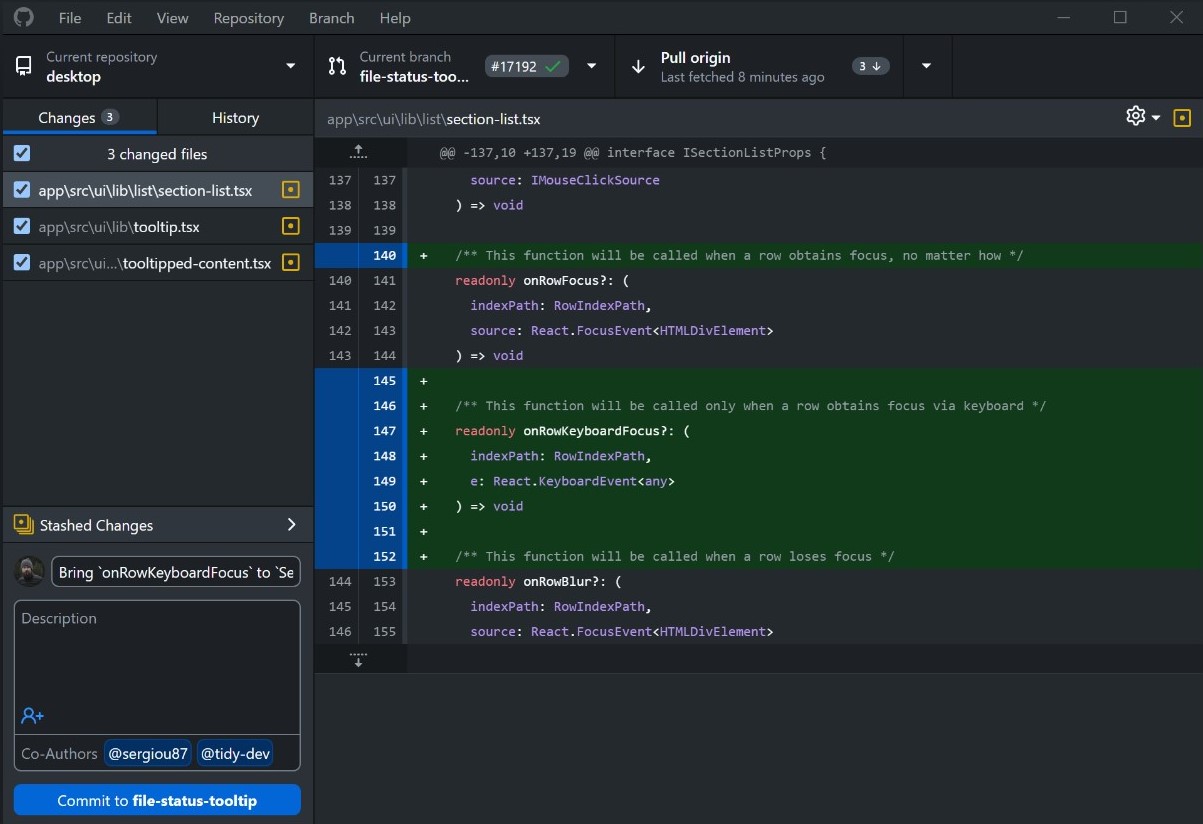 File Edit View Repository Branch Help
Current repository
desktop
Current branch
file-status-too...
#17192
Pull origin
Last fetched 8 minutes ago
3
Changes 3
History
3 changed files
app\src\ui\lib\list\section-list.tsx
app\src\ui\lib\tooltip.tsx
app\src\ui...\tooltipped-content.tsx
Stashed Changes
Bring `onRowKeyboardFocus` to `Se
Description
Co-Authors @sergiou87 @tidy-dev
Commit to file-status-tooltip
app\src\ui\lib\list\section-list.tsx
@@ -137,10 +137,19 @@ interface ISectionListProps {
137 137 source: IMouseClickSource
138 138 ) => void
139 139
140 + /** This function will be called when a row obtains focus, no matter how */
140 141 readonly onRowFocus?: (
141 142 indexPath: RowIndexPath,
142 143 source: React.FocusEvent<HTMLDivElement>
143 144 ) => void
145 +
146 + /** This function will be called only when a row obtains focus via keyboard */
147 + readonly onRowKeyboardFocus?: (
148 + indexPath: RowIndexPath,
149 + e: React.KeyboardEvent<any>
150 + ) => void
151 +
152 + /** This function will be called when a row loses focus */
144 153 readonly onRowBlur?: (
145 154 indexPath: RowIndexPath,
146 155 source: React.FocusEvent<HTMLDivElement>